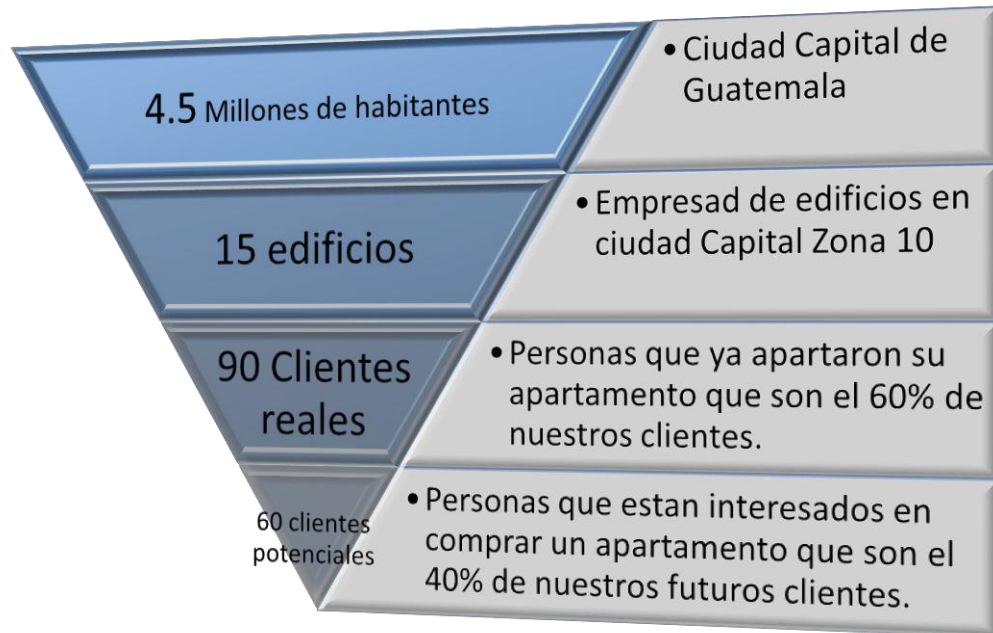 4.5 Millones de habitantes
• Ciudad Capital de
Guatemala
15 edificios
• Empresad de edificios en
ciudad Capital Zona 10
90 Clientes
reales
• Personas que ya apartaron su
apartamento que son el 60% de
nuestros clientes.
60 clientes
potenciales
• Personas que estan interesados en
comprar un apartamento que son el
40% de nuestros futuros clientes.